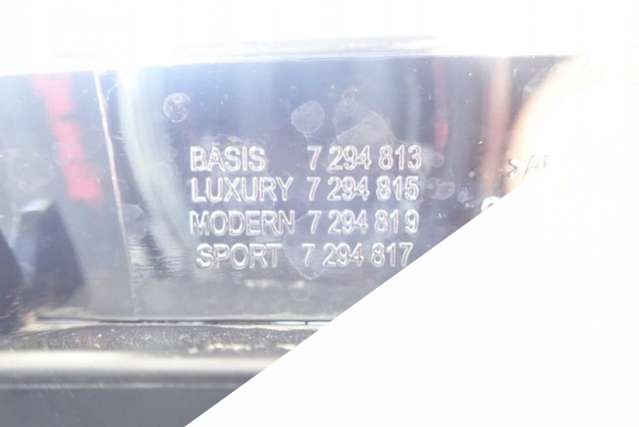 BASIS 7 294 813
LUXURY 7 294 815
MODERN 7 294 819
SPORT 7 294 817